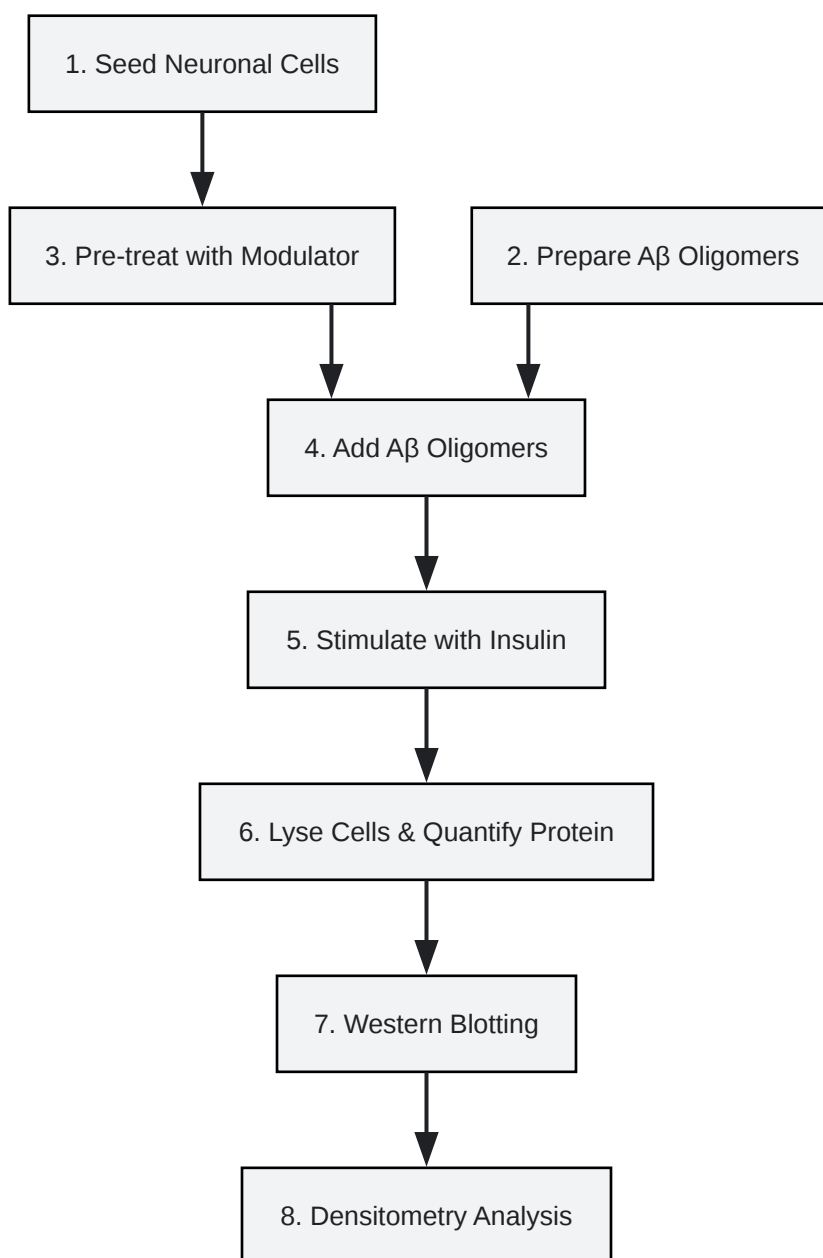 1. Seed Neuronal Cells
3. Pre-treat with Modulator
2. Prepare Aβ Oligomers
4. Add Aβ Oligomers
5. Stimulate with Insulin
6. Lyse Cells & Quantify Protein
7. Western Blotting
8. Densitometry Analysis